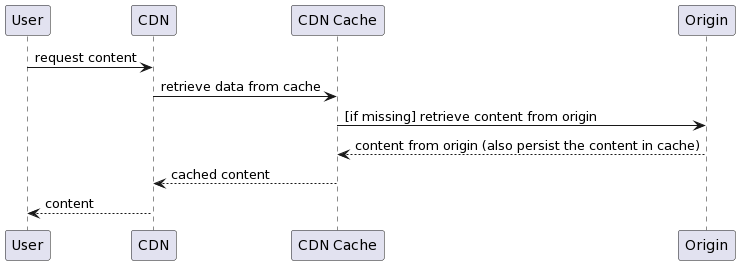 User CDN CDN Cache Origin
request content
retrieve data from cache
[if missing] retrieve content from origin
content from origin (also persist the content in cache)
cached content
content
User CDN CDN Cache Origin